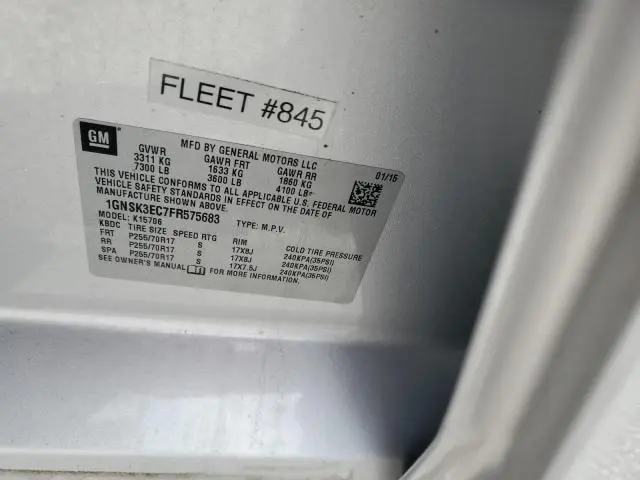 FLEET #845
GM
MFD BY GENERAL MOTORS LLC 01/15
GVWR GAWR FRT GAWR RR
3311 KG 1633 KG 1860 KG
7300 LB 3600 LB 4100 LB
THIS VEHICLE CONFORMS TO ALL APPLICABLE U.S. FEDERAL MOTOR
VEHICLE SAFETY STANDARDS IN EFFECT ON THE DATE OF
MANUFACTURE SHOWN ABOVE.
1GNSK3EC7FR575683 TYPE: M.P.V.
MODEL: K15706
KBDC TIRE SIZE SPEED RTG RIM COLD TIRE PRESSURE
FRT P255/70R17 S 17X8J 240KPA(35PSI)
RR P255/70R17 S 17X8J 240KPA(35PSI)
SPA P255/70R17 S 17X7.5J 240KPA(35PSI)
SEE OWNER'S MANUAL FOR MORE INFORMATION.